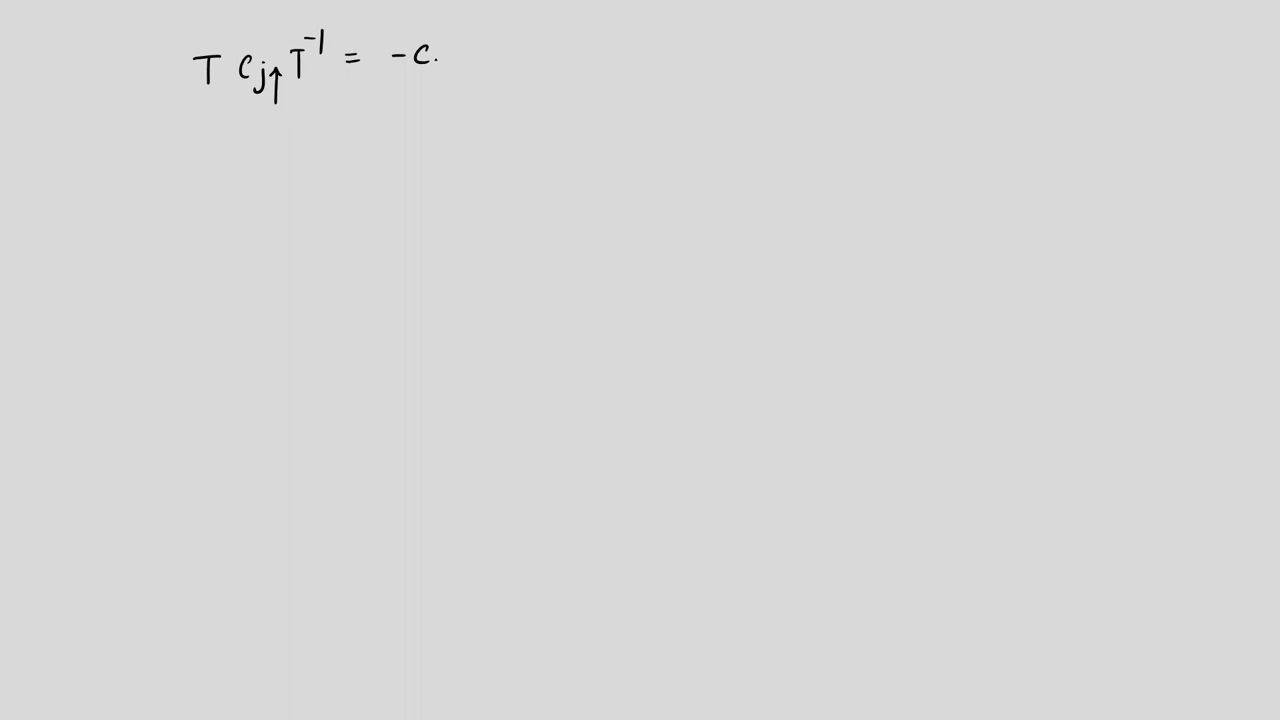 T c_{j↑} T^{-1} = -c.